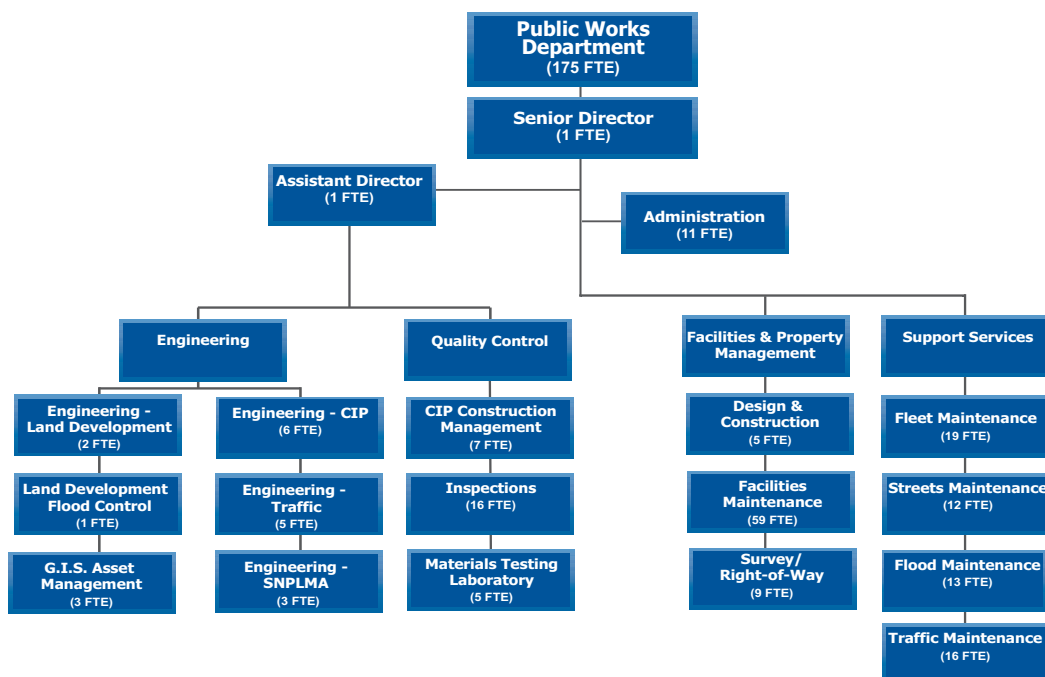 Public Works
Department
(175 FTE)
Senior Director
(1 FTE)
Assistant Director
(1 FTE)
Administration
(11 FTE)
Engineering
Quality Control
Facilities & Property
Management
Support Services
Engineering -
Land Development
(2 FTE)
Engineering - CIP
(6 FTE)
CIP Construction
Management
(7 FTE)
Design &
Construction
(5 FTE)
Fleet Maintenance
(19 FTE)
Land Development
Flood Control
(1 FTE)
Engineering -
Traffic
(5 FTE)
Inspections
(16 FTE)
Facilities
Maintenance
(59 FTE)
Streets Maintenance
(12 FTE)
G.I.S. Asset
Management
(3 FTE)
Engineering -
SNPLMA
(3 FTE)
Materials Testing
Laboratory
(5 FTE)
Survey/
Right-of-Way
(9 FTE)
Flood Maintenance
(13 FTE)
Traffic Maintenance
(16 FTE)